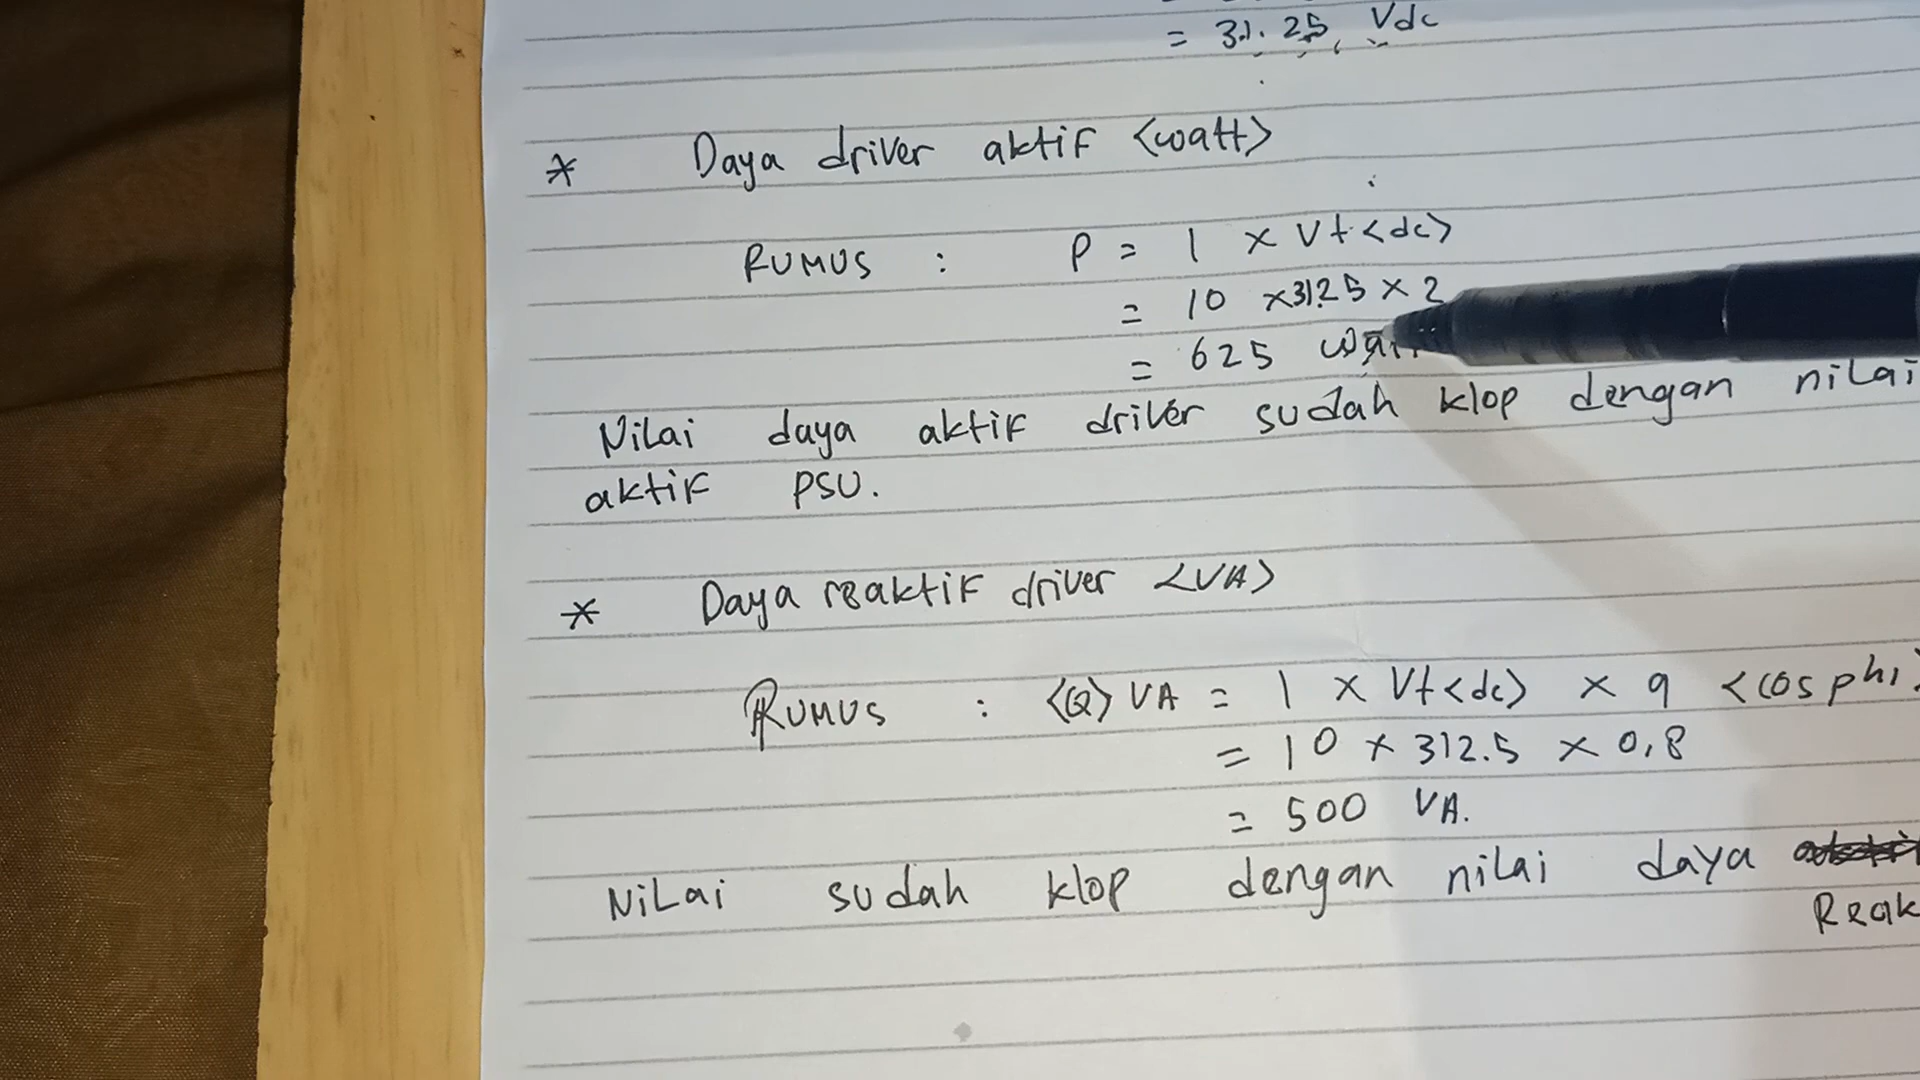 = 31.25 Vdc
* Daya driver aktif <watt>
RUMUS : P = I x Vt <dc>
= 10 x 31.25 x 2
= 625
Nilai daya aktif driver sudah klop dengan nilai
aktif PSU.
* Daya reaktif driver <VA>
RUMUS : <Q> VA = I x Vt <dc> x q <cos phi>
= 10 x 312.5 x 0,8
= 500 VA.
NiLai sudah klop dengan nilai daya